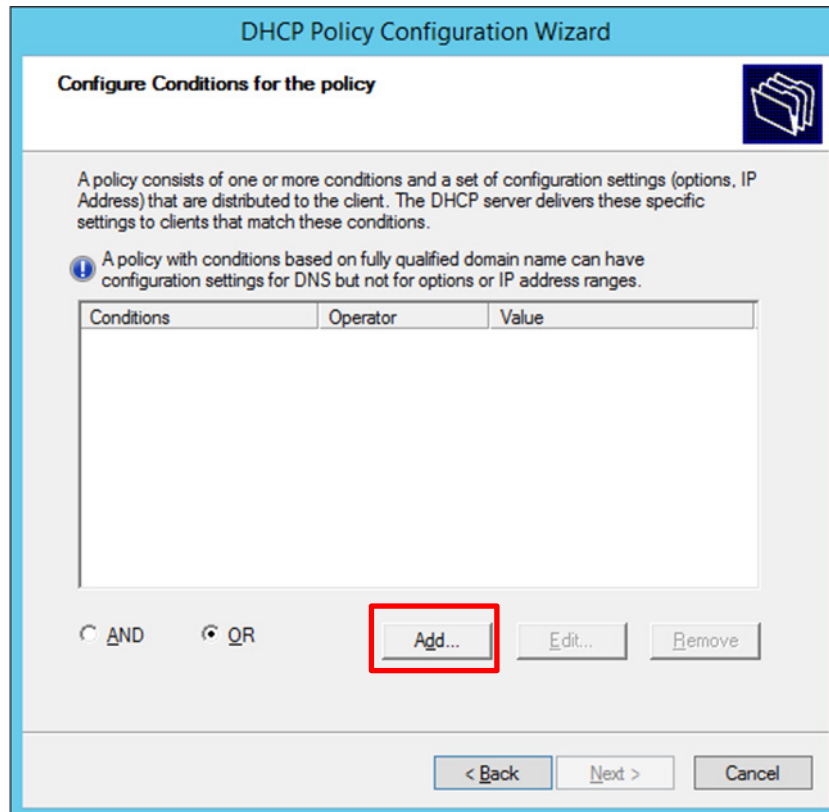 DHCP Policy Configuration Wizard
Configure Conditions for the policy
A policy consists of one or more conditions and a set of configuration settings (options, IP
Address) that are distributed to the client. The DHCP server delivers these specific
settings to clients that match these conditions.
A policy with conditions based on fully qualified domain name can have
configuration settings for DNS but not for options or IP address ranges.
Conditions Operator Value
AND OR Add... Edit... Remove
< Back Next > Cancel